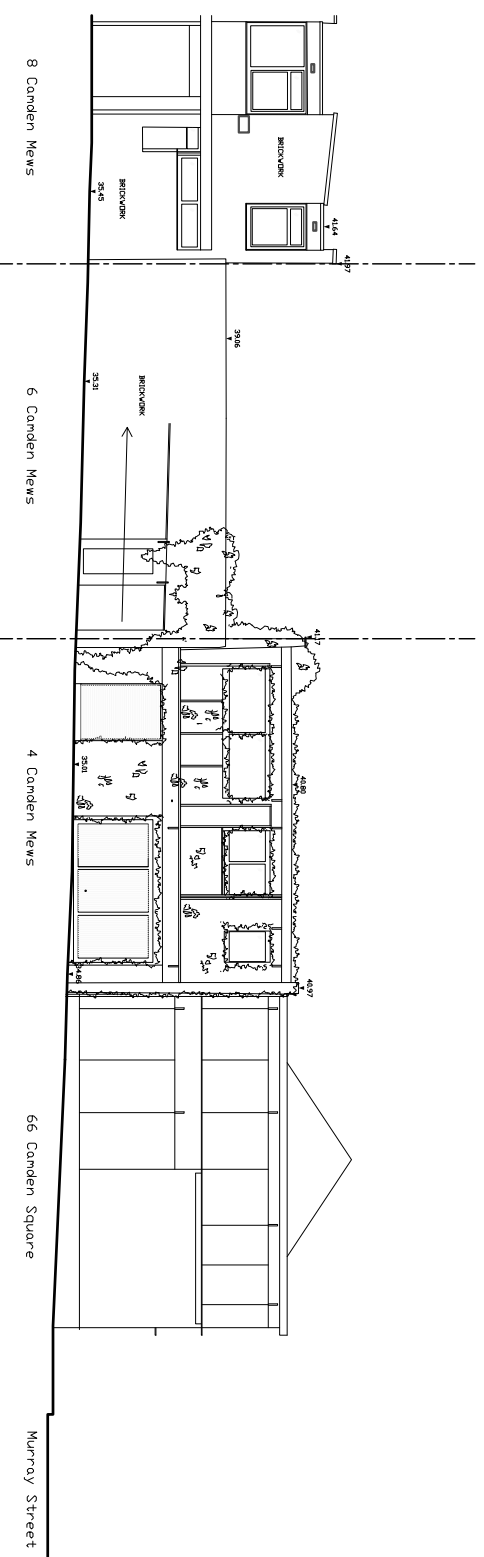 8 Camden Mews
6 Camden Mews
4 Camden Mews
66 Camden Square
Murray Street
BRICKWORK
BRICKWORK
BRICKWORK
41.64
41.97
35.45
39.06
35.31
41.17
40.80
35.01
34.86
40.97